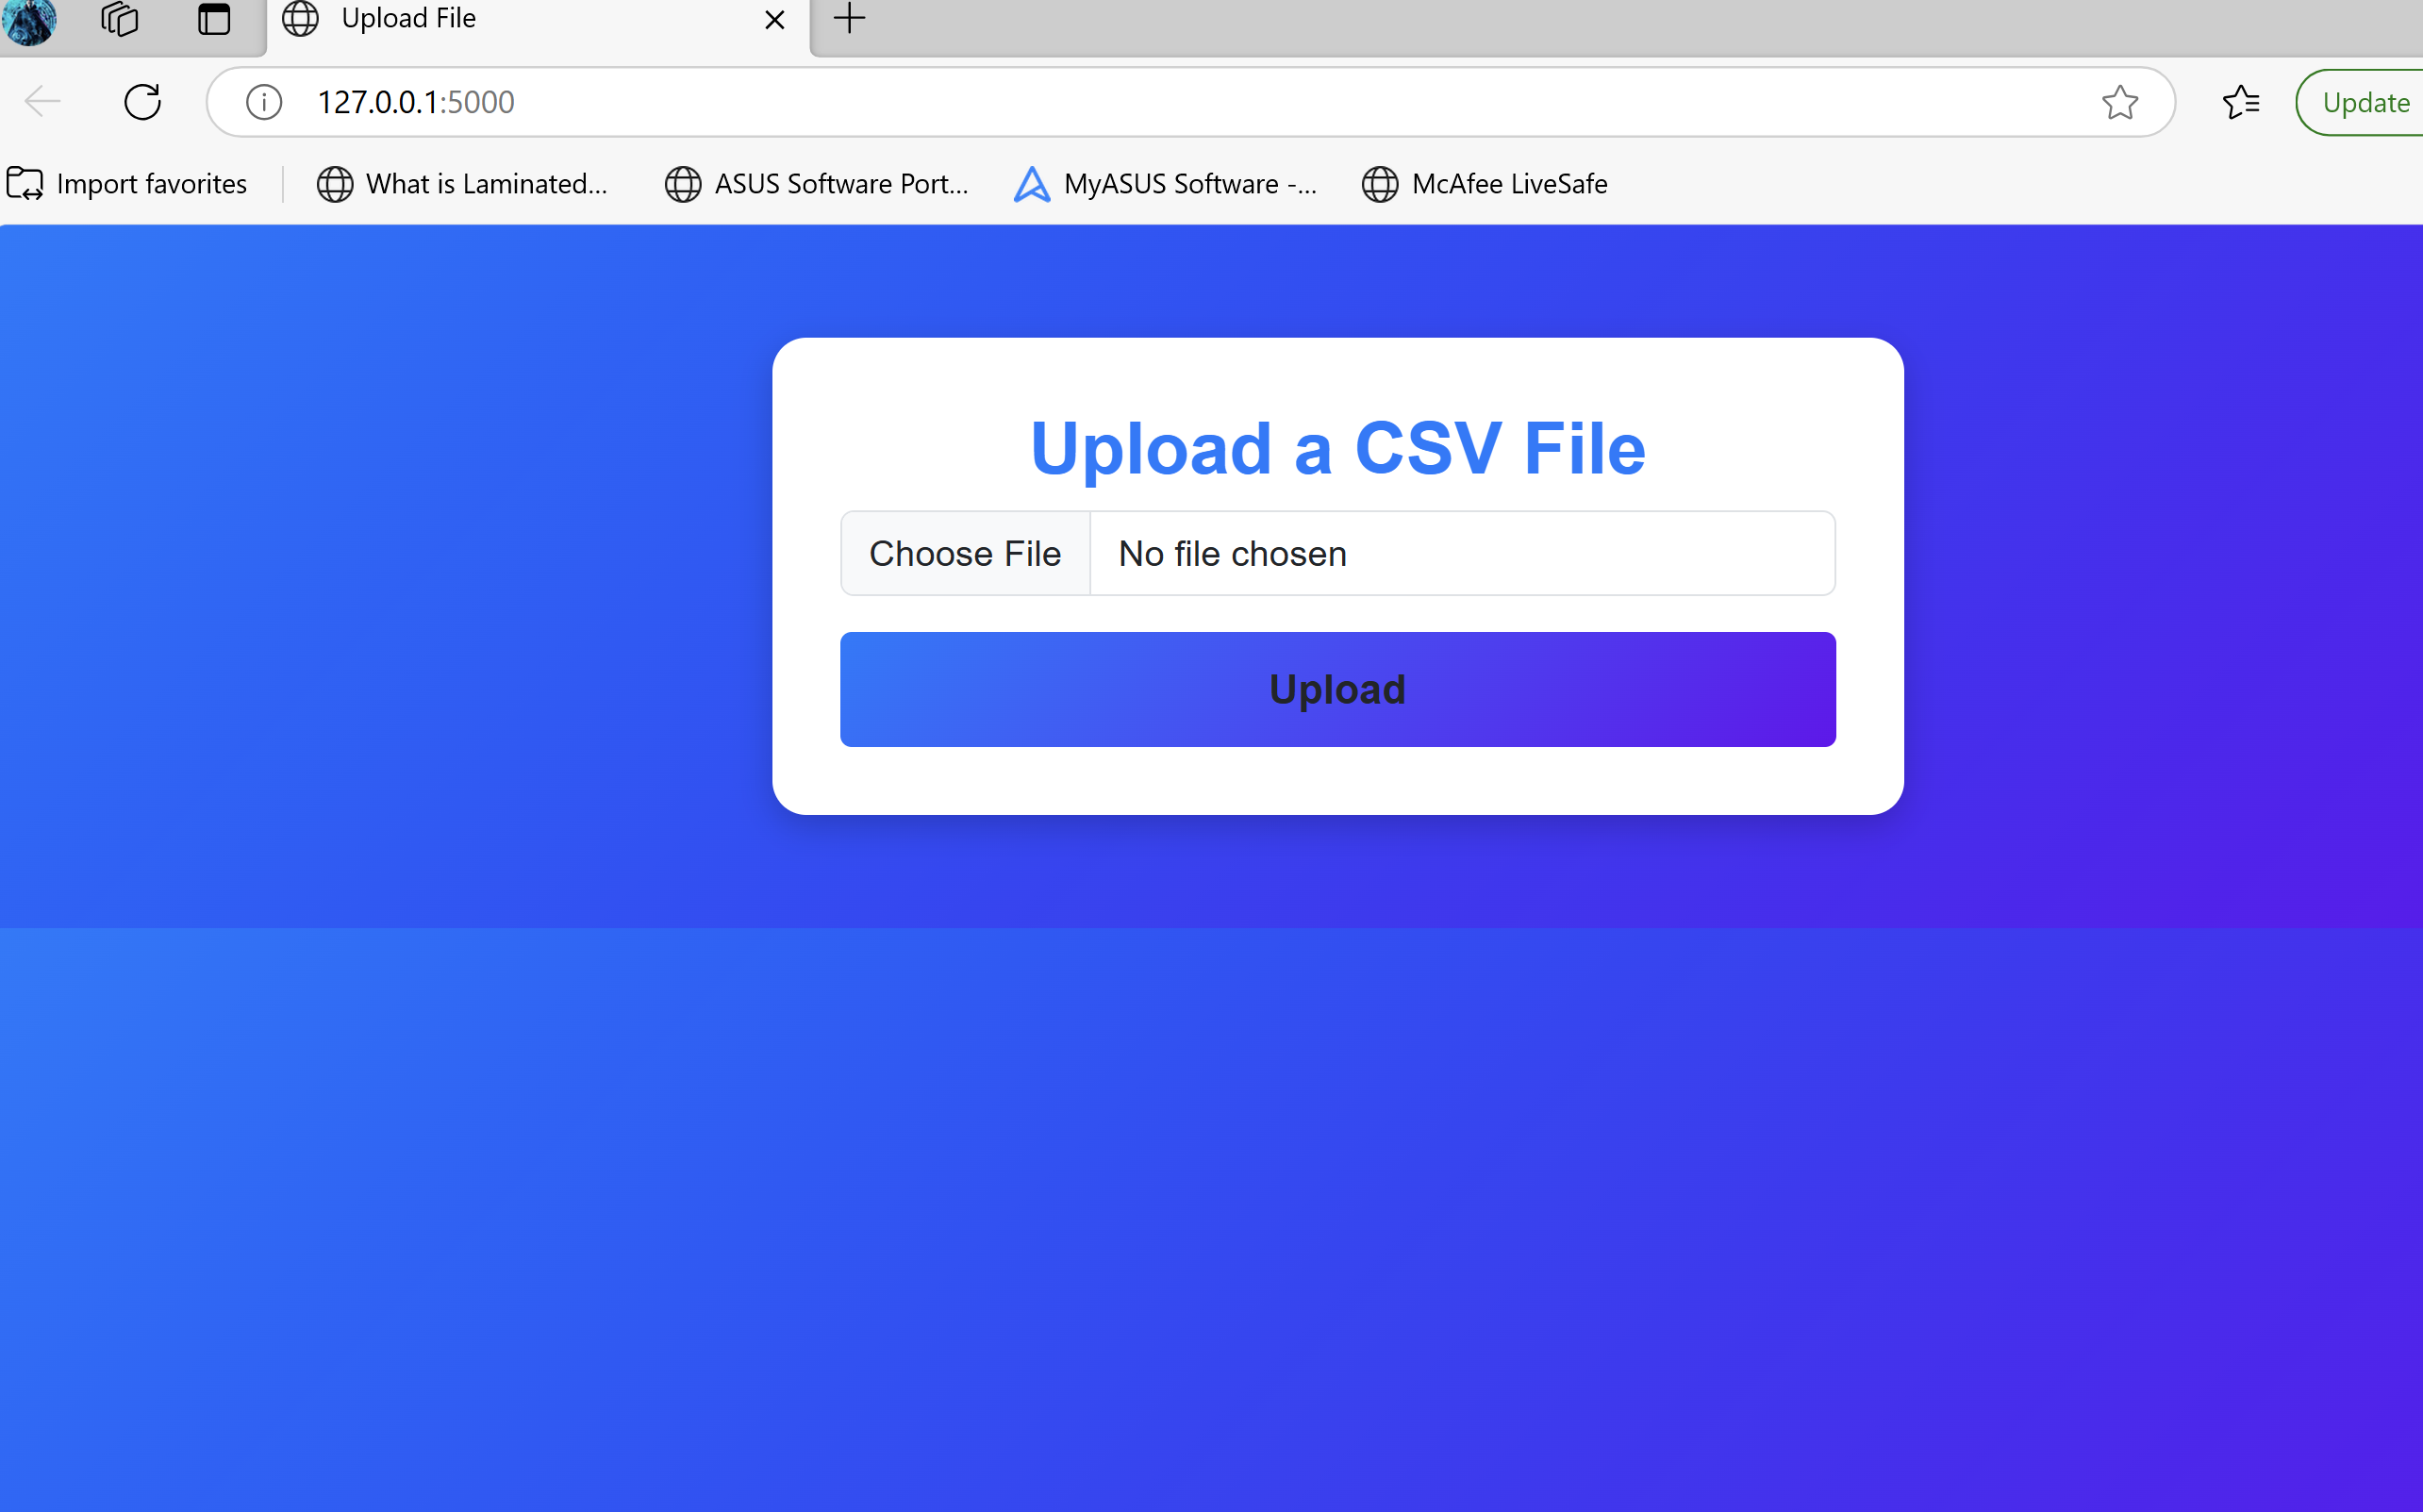 Upload File
127.0.0.1:5000
Update
Import favorites
What is Laminated...
ASUS Software Port...
MyASUS Software -...
McAfee LiveSafe
Upload a CSV File
Choose File
No file chosen
Upload